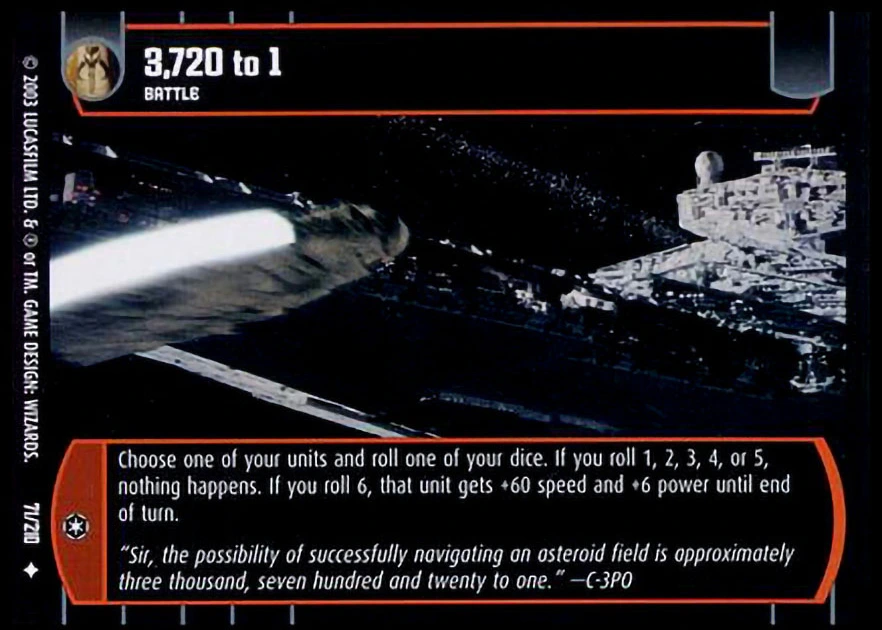 3,720 to 1
BATTLE
Choose one of your units and roll one of your dice. If you roll 1, 2, 3, 4, or 5,
nothing happens. If you roll 6, that unit gets +60 speed and +6 power until end
of turn.
"Sir, the possibility of successfully navigating an asteroid field is approximately
three thousand, seven hundred and twenty to one." —C-3PO
© 2003 LUCASFILM LTD. & ® or TM. GAME DESIGN: WIZARDS. 71/210